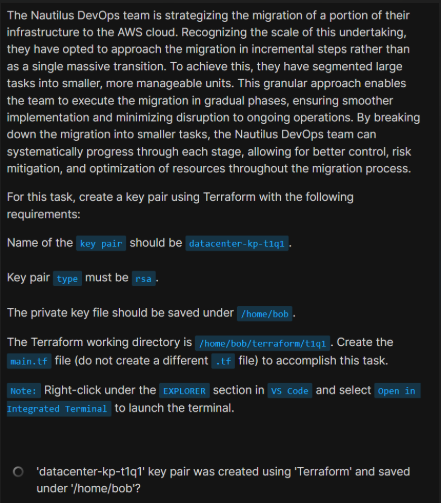 The Nautilus DevOps team is strategizing the migration of a portion of their
infrastructure to the AWS cloud. Recognizing the scale of this undertaking,
they have opted to approach the migration in incremental steps rather than
as a single massive transition. To achieve this, they have segmented large
tasks into smaller, more manageable units. This granular approach enables
the team to execute the migration in gradual phases, ensuring smoother
implementation and minimizing disruption to ongoing operations. By breaking
down the migration into smaller tasks, the Nautilus DevOps team can
systematically progress through each stage, allowing for better control, risk
mitigation, and optimization of resources throughout the migration process.
For this task, create a key pair using Terraform with the following
requirements:
Name of the key pair should be datacenter-kp-t1q1 .
Key pair type must be rsa .
The private key file should be saved under /home/bob .
The Terraform working directory is /home/bob/terraform/t1q1 . Create the
main.tf file (do not create a different .tf file) to accomplish this task.
Note: Right-click under the EXPLORER section in VS Code and select Open in
Integrated Terminal to launch the terminal.
'datacenter-kp-t1q1' key pair was created using 'Terraform' and saved
under '/home/bob'?